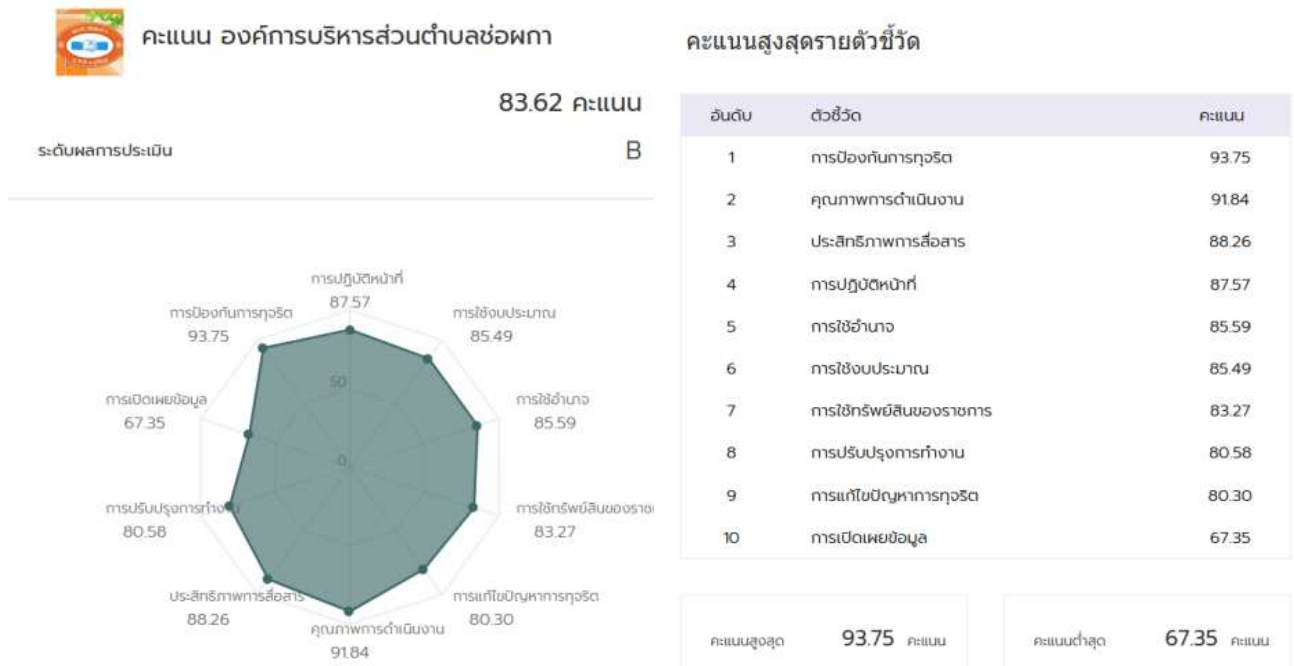 คะแนน องค์การบริหารส่วนตำบลช่อผกา
83.62 คะแนน
ระดับผลการประเมิน B
การปฏิบัติหน้าที่
87.57
การใช้งบประมาณ
85.49
การใช้อำนาจ
85.59
การใช้ทรัพย์สินของราช
83.27
การแก้ไขปัญหาการทุจริต
80.30
คุณภาพการดำเนินงาน
91.84
ประสิทธิภาพการสื่อสาร
88.26
การปรับปรุงการทำงาน
80.58
การเปิดเผยข้อมูล
67.35
การป้องกันการทุจริต
93.75
50
0
คะแนนสูงสุดรายตัวชี้วัด
อันดับ ตัวชี้วัด คะแนน
1 การป้องกันการทุจริต 93.75
2 คุณภาพการดำเนินงาน 91.84
3 ประสิทธิภาพการสื่อสาร 88.26
4 การปฏิบัติหน้าที่ 87.57
5 การใช้อำนาจ 85.59
6 การใช้งบประมาณ 85.49
7 การใช้ทรัพย์สินของราชการ 83.27
8 การปรับปรุงการทำงาน 80.58
9 การแก้ไขปัญหาการทุจริต 80.30
10 การเปิดเผยข้อมูล 67.35
คะแนนสูงสุด 93.75 คะแนน
คะแนนต่ำสุด 67.35 คะแนน